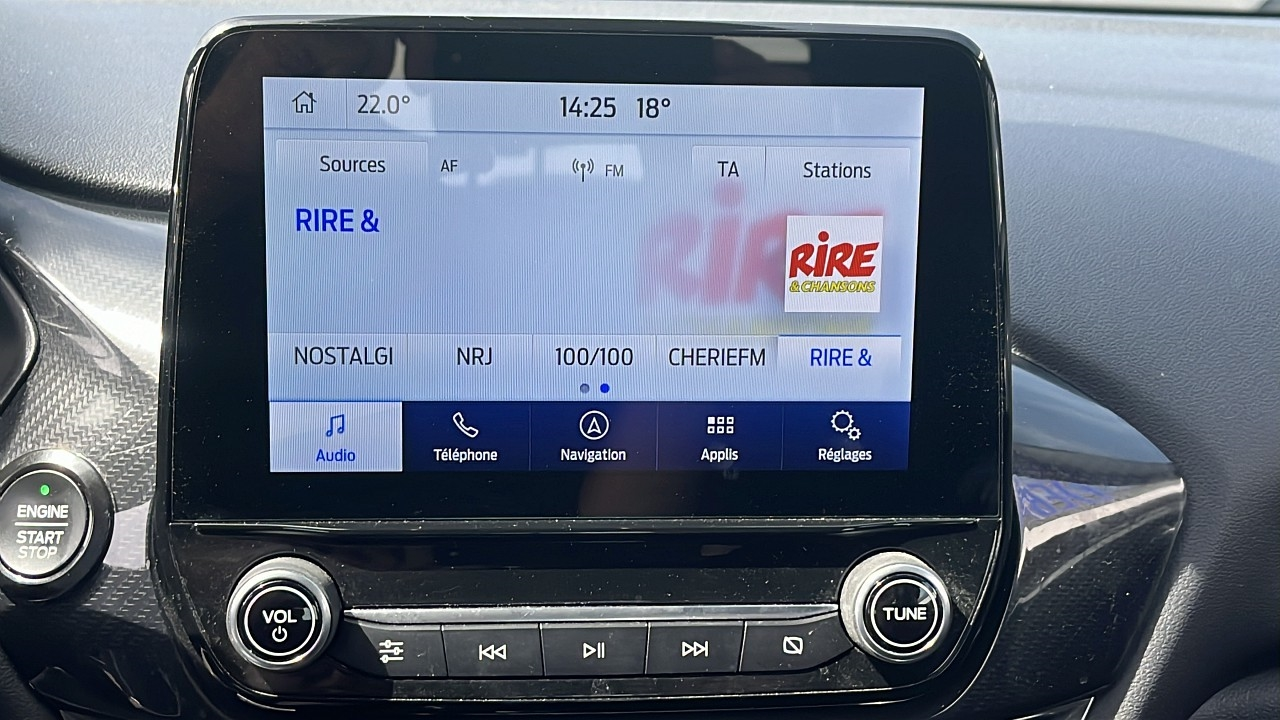 22.0° 14:25 18°
Sources AF FM TA Stations
RIRE &
RIRE
& CHANSONS
NOSTALGI NRJ 100/100 CHERIEFM RIRE &
Audio Téléphone Navigation Applis Réglages
ENGINE
START
STOP
VOL
TUNE